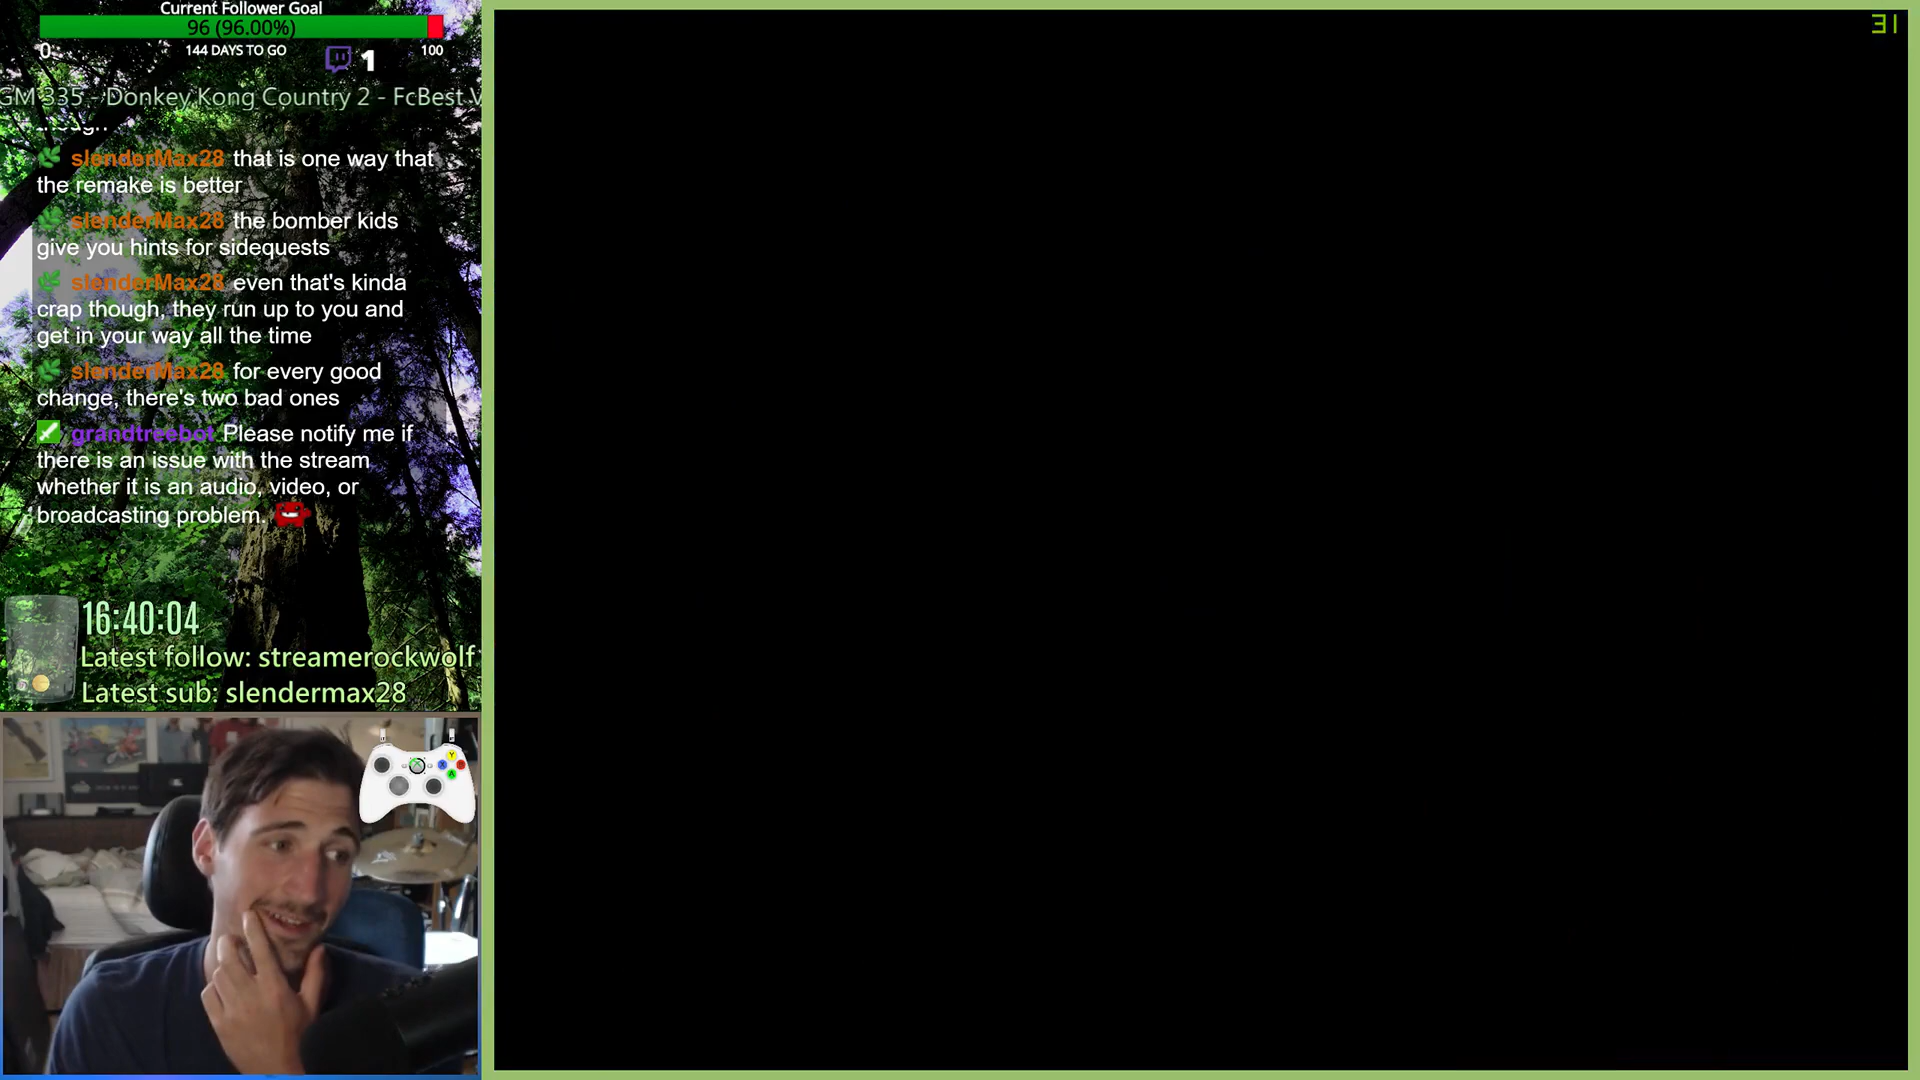 Current Follower Goal
96 (96.00%)
0
144 DAYS TO GO
100
1
GM 335 - Donkey Kong Country 2 - FcBest V
though
slenderMax28 that is one way that
the remake is better
slenderMax28 the bomber kids
give you hints for sidequests
slenderMax28 even that's kinda
crap though, they run up to you and
get in your way all the time
slenderMax28 for every good
change, there's two bad ones
grandtreebot Please notify me if
there is an issue with the stream
whether it is an audio, video, or
broadcasting problem.
16:40:04
Latest follow: streamerockwolf
Latest sub: slendermax28
Y
X
B
A
31